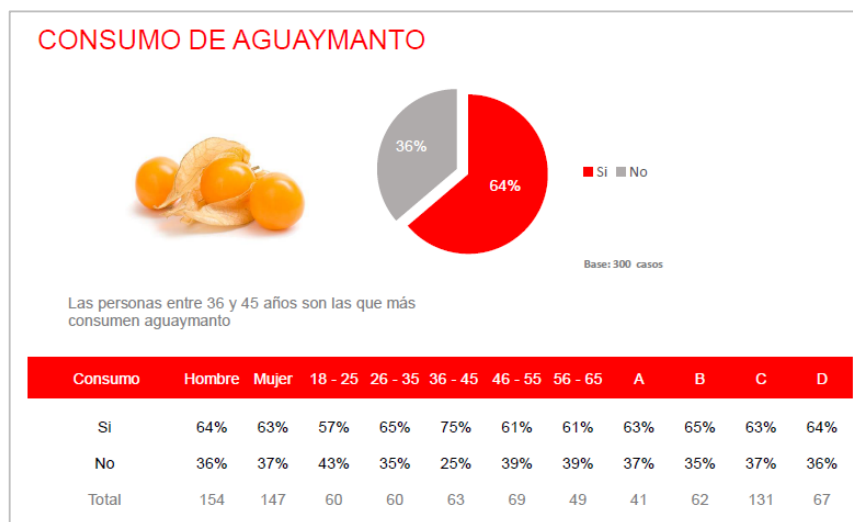 CONSUMO DE AGUAYMANTO
36%
64%
Si No
Base: 300 casos
Las personas entre 36 y 45 años son las que más
consumen aguaymanto
Consumo Hombre Mujer 18 - 25 26 - 35 36 - 45 46 - 55 56 - 65 A B C D
Si 64% 63% 57% 65% 75% 61% 61% 63% 65% 63% 64%
No 36% 37% 43% 35% 25% 39% 39% 37% 35% 37% 36%
Total 154 147 60 60 63 69 49 41 62 131 67